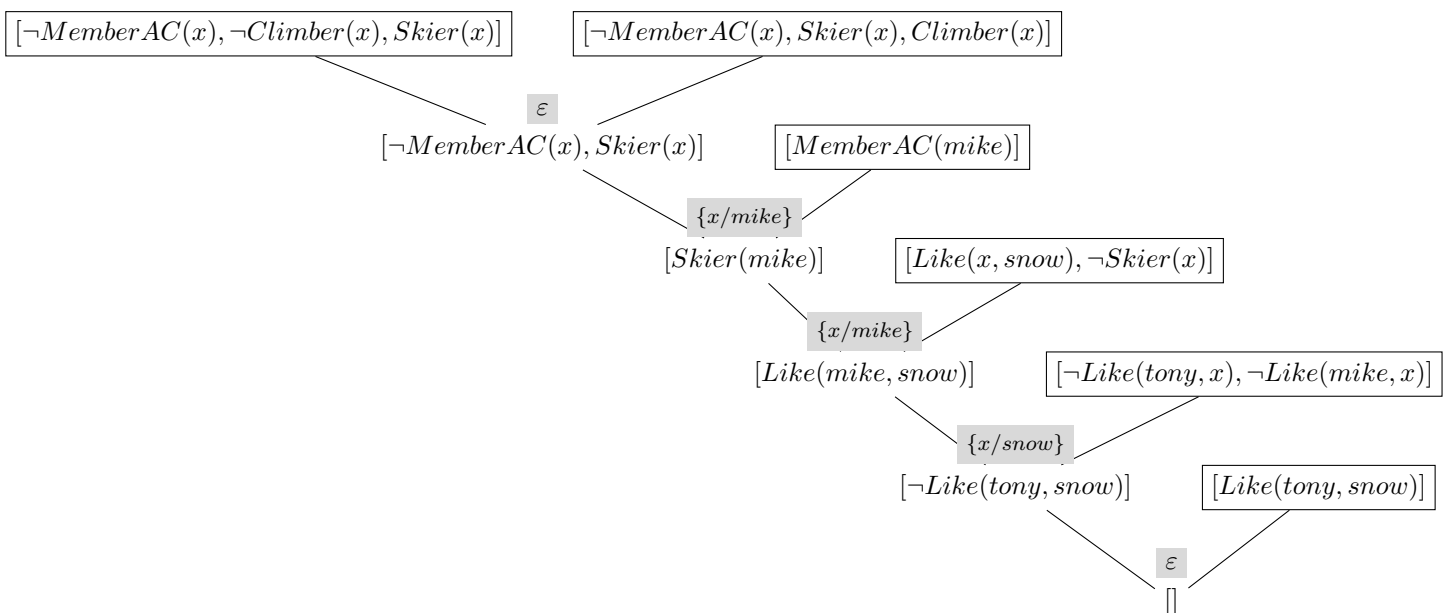 [¬MemberAC(x), ¬Climber(x), Skier(x)] [¬MemberAC(x), Skier(x), Climber(x)]
ε
[¬MemberAC(x), Skier(x)] [MemberAC(mike)]
{x/mike}
[Skier(mike)] [Like(x, snow), ¬Skier(x)]
{x/mike}
[Like(mike, snow)] [¬Like(tony, x), ¬Like(mike, x)]
{x/snow}
[¬Like(tony, snow)] [Like(tony, snow)]
ε
[]